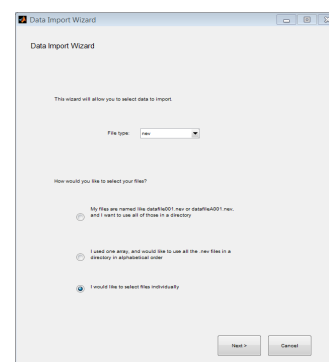 Data Import Wizard
Data Import Wizard
This wizard will allow you to select data to import.
File type: nev
How would you like to select your files?
My files are named like datafile001.nev or datafileA001.nev,
and I want to use all of those in a directory
I used one array, and would like to use all the .nev files in a
directory in alphabetical order
I would like to select files individually
Next >
Cancel